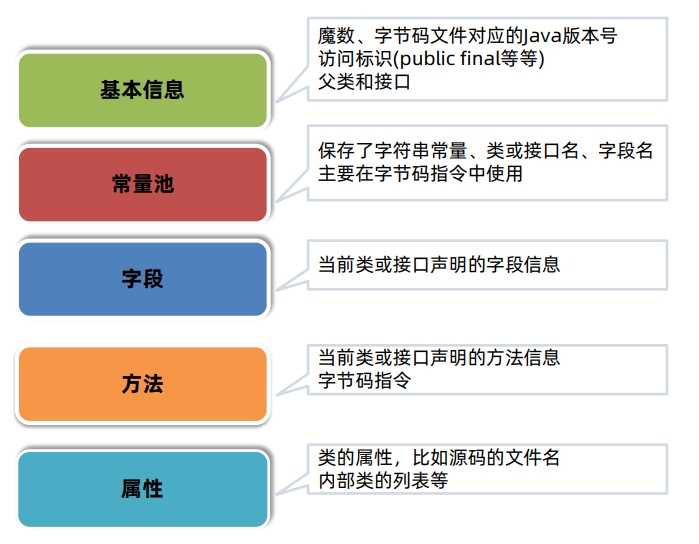 基本信息
魔数、字节码文件对应的Java版本号
访问标识(public final等等)
父类和接口
常量池
保存了字符串常量、类或接口名、字段名
主要在字节码指令中使用
字段
当前类或接口声明的字段信息
方法
当前类或接口声明的方法信息
字节码指令
属性
类的属性，比如源码的文件名
内部类的列表等